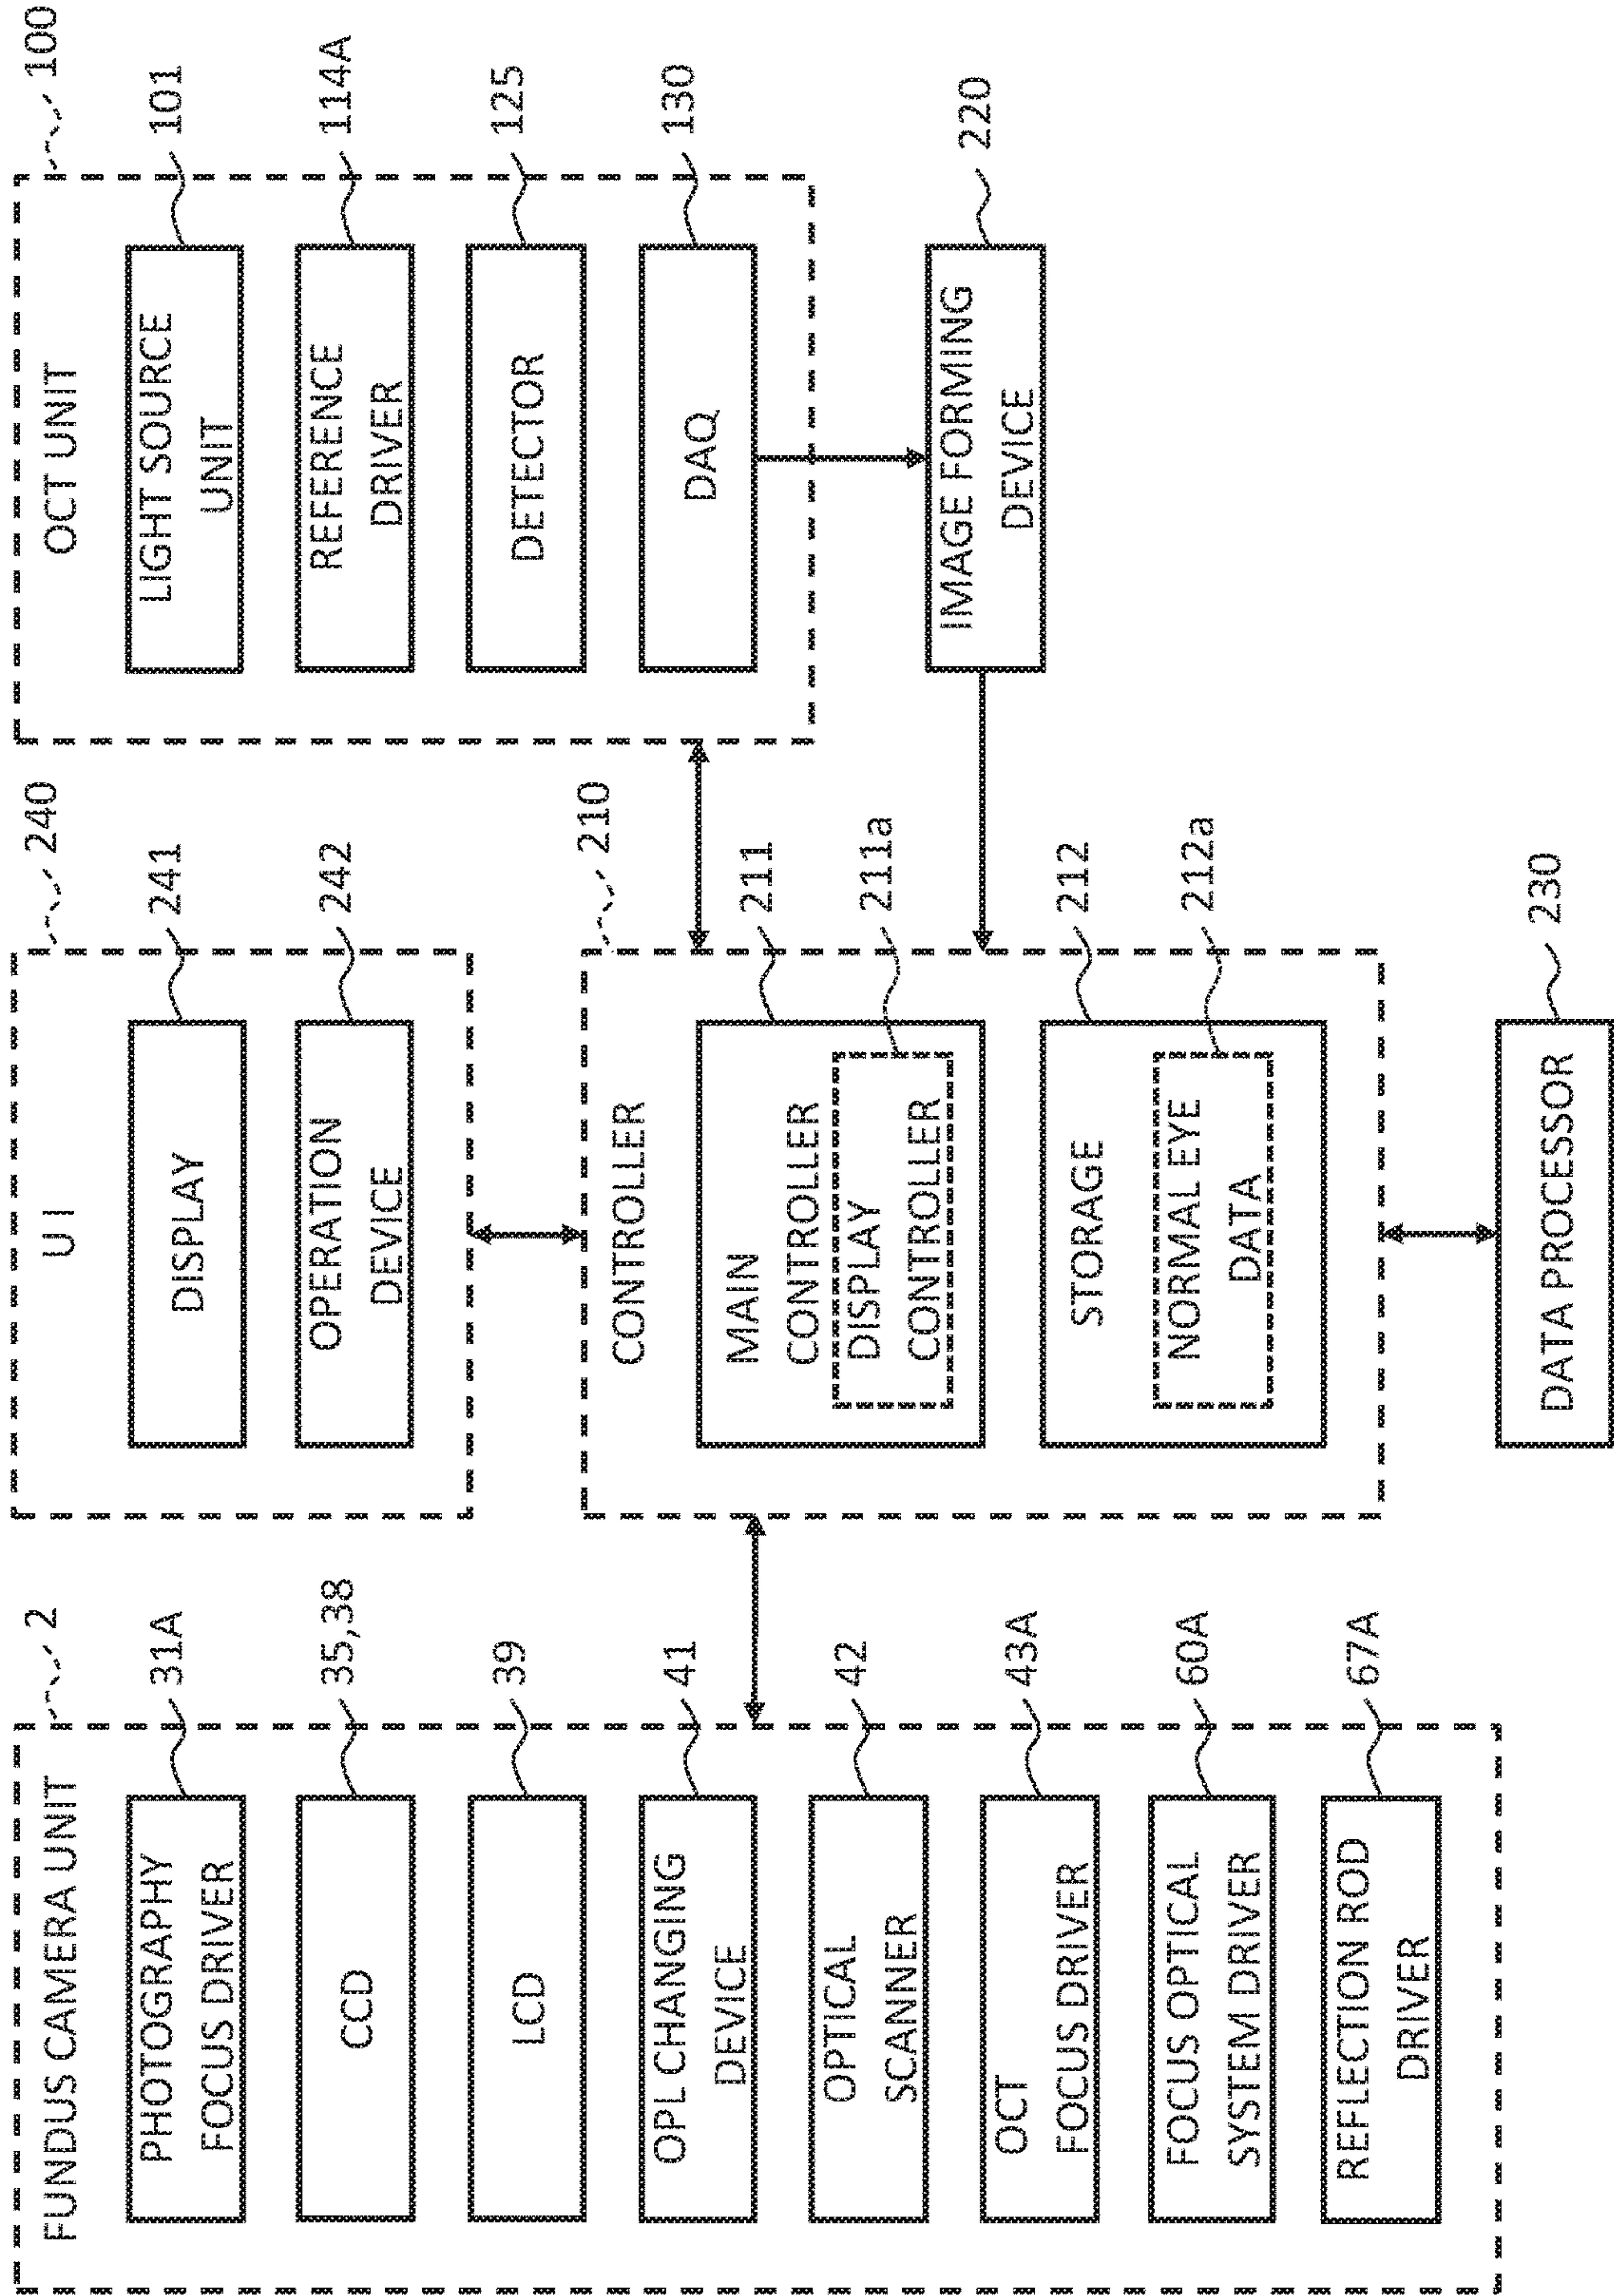 FUNDUS CAMERA UNIT
2
PHOTOGRAPHY
FOCUS DRIVER
31A
CCD
35,38
LCD
39
OPL CHANGING
DEVICE
41
OPTICAL
SCANNER
42
OCT
FOCUS DRIVER
43A
FOCUS OPTICAL
SYSTEM DRIVER
60A
REFLECTION ROD
DRIVER
67A
UI
240
DISPLAY
241
OPERATION
DEVICE
242
CONTROLLER
210
MAIN
CONTROLLER
211
DISPLAY
CONTROLLER
211a
STORAGE
212
NORMAL EYE
DATA
212a
DATA PROCESSOR
230
OCT UNIT
100
LIGHT SOURCE
UNIT
101
REFERENCE
DRIVER
114A
DETECTOR
125
DAQ
130
IMAGE FORMING
DEVICE
220